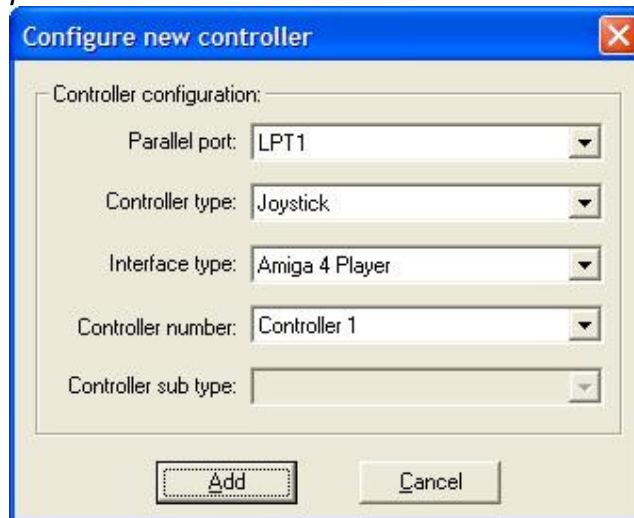 Configure new controller
Controller configuration:
Parallel port: LPT1
Controller type: Joystick
Interface type: Amiga 4 Player
Controller number: Controller 1
Controller sub type:
Add Cancel